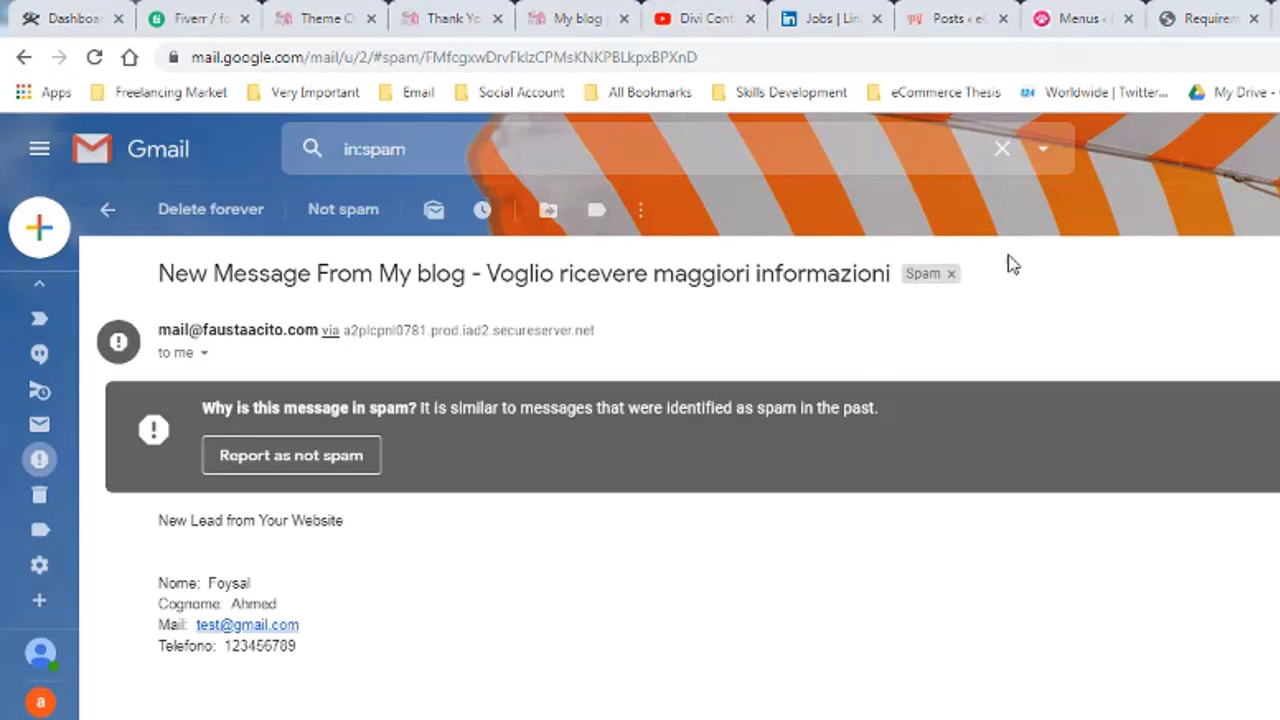 Dashboa Fiverr / fo Theme O Thank Yo My blog Divi Cont Jobs | Lin Posts ‹ eC Menus ‹ Requirem
mail.google.com/mail/u/2/#spam/FMfcgxwDrvFklzCPMsKNKPBLkpxBPXnD
Apps Freelancing Market Very Important Email Social Account All Bookmarks Skills Development eCommerce Thesis Worldwide | Twitter... My Drive -
Gmail in:spam
Delete forever Not spam
New Message From My blog - Voglio ricevere maggiori informazioni Spam x
mail@faustaacito.com via a2plcpnl0781.prod.iad2.secureserver.net
to me
Why is this message in spam? It is similar to messages that were identified as spam in the past.
Report as not spam
New Lead from Your Website
Nome: Foysal
Cognome: Ahmed
Mail: test@gmail.com
Telefono: 123456789
a